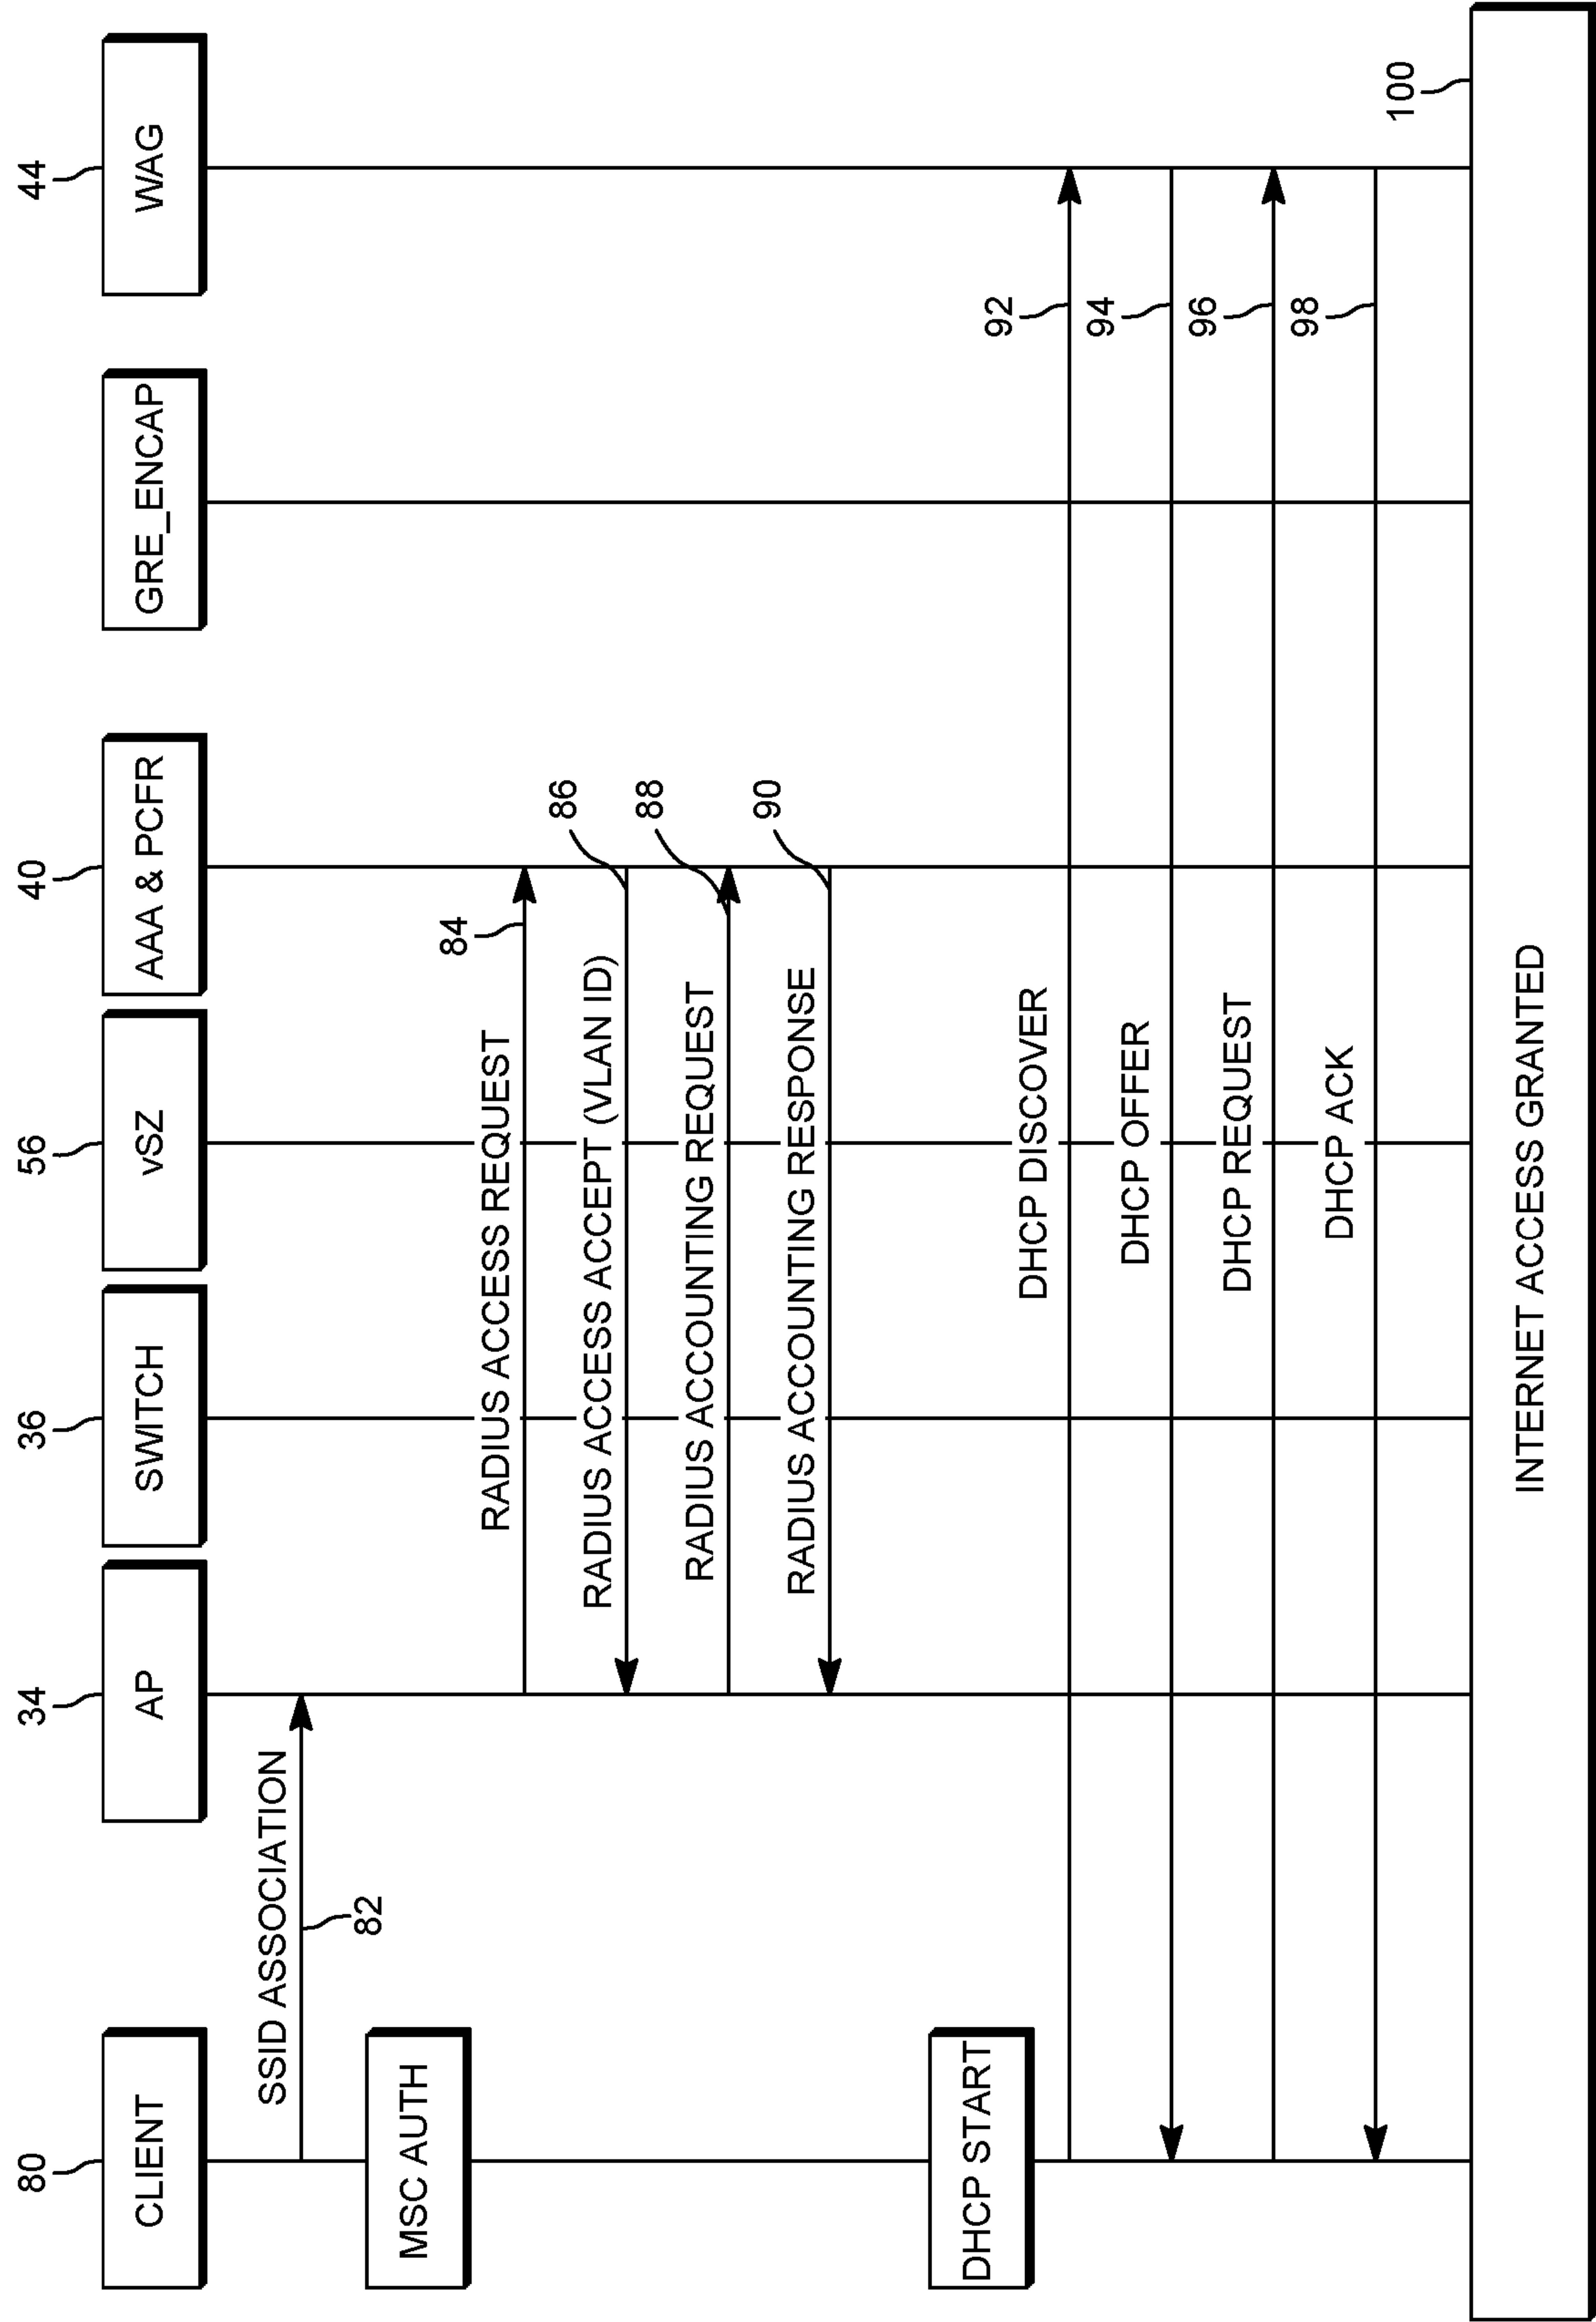 80
34
36
56
40
44
CLIENT
AP
SWITCH
vSZ
AAA & PCFR
GRE_ENCAP
WAG
SSID ASSOCIATION
82
MSC AUTH
RADIUS ACCESS REQUEST
84
RADIUS ACCESS ACCEPT (VLAN ID)
86
RADIUS ACCOUNTING REQUEST
88
RADIUS ACCOUNTING RESPONSE
90
DHCP START
DHCP DISCOVER
92
DHCP OFFER
94
DHCP REQUEST
96
DHCP ACK
98
100
INTERNET ACCESS GRANTED